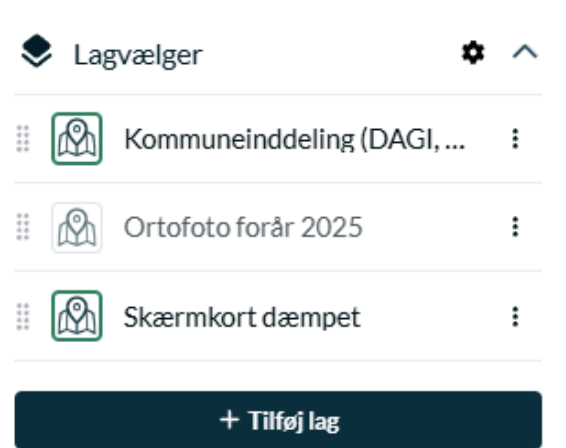 Lagvælger
Kommuneinddeling (DAGI, ...
Ortofoto forår 2025
Skærmkort dæmpet
+ Tilføj lag